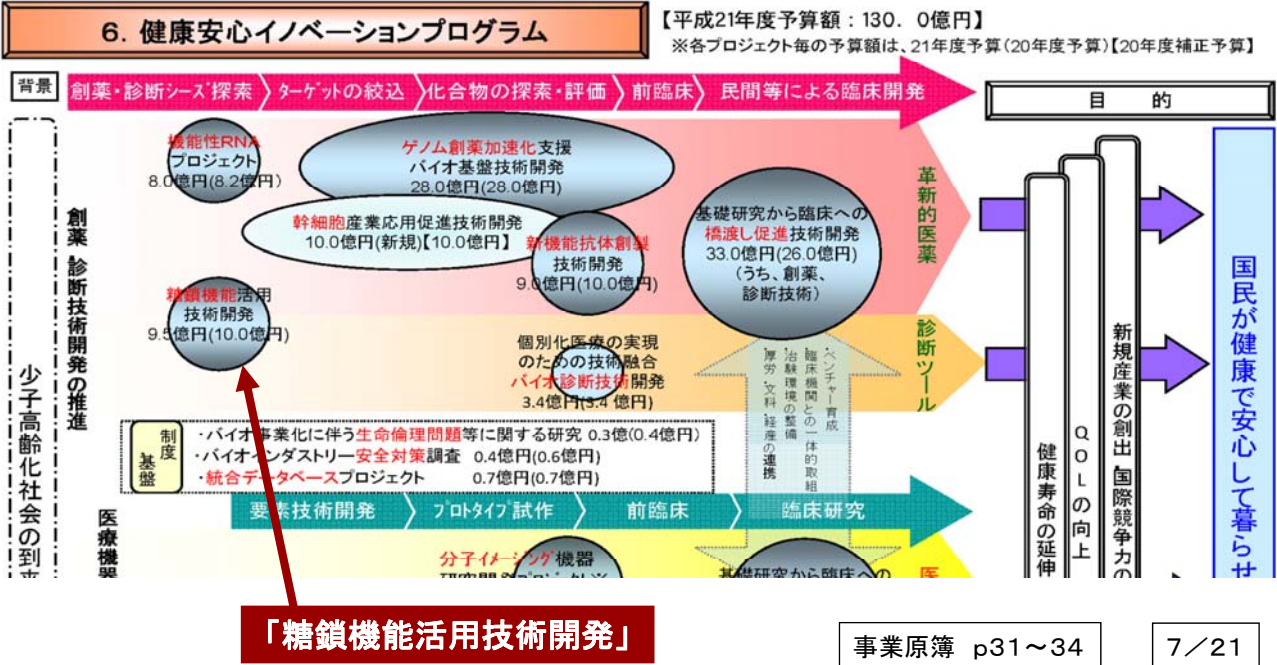 6．健康安心イノベーションプログラム
【平成21年度予算額：130．0億円】
※各プロジェクト毎の予算額は、21年度予算(20年度予算)【20年度補正予算】
背景
創薬・診断シーズ探索
ターゲットの絞込
化合物の探索・評価
前臨床
民間等による臨床開発
目　的
少子高齢化社会の到来
創薬・診断技術開発の推進
機能性RNA
プロジェクト
8.0億円(8.2億円)
ゲノム創薬加速化支援
バイオ基盤技術開発
28.0億円(28.0億円)
幹細胞産業応用促進技術開発
10.0億円(新規)【10.0億円】
新機能抗体創製
技術開発
9.0億円(10.0億円)
基礎研究から臨床への
橋渡し促進技術開発
33.0億円(26.0億円)
（うち、創薬、
診断技術）
革新的医薬
糖鎖機能活用
技術開発
9.5億円(10.0億円)
個別化医療の実現
のための技術融合
バイオ診断技術開発
3.4億円(3.4 億円)
診断ツール
・ベンチャー育成
・臨床機関との一体的取組
・治験環境の整備
・厚労・文科・経産の連携
制度
基盤
・バイオ事業化に伴う生命倫理問題等に関する研究 0.3億(0.4億円)
・バイオインダストリー安全対策調査 0.4億円(0.6億円)
・統合データベースプロジェクト 0.7億円(0.7億円)
要素技術開発
プロトタイプ試作
前臨床
臨床研究
医療機器
分子イメージング機器
基礎研究から臨床への
医
健康寿命の延伸
QOLの向上
新規産業の創出・国際競争力の
国民が健康で安心して暮らせ
「糖鎖機能活用技術開発」
事業原簿 p31～34
7／21